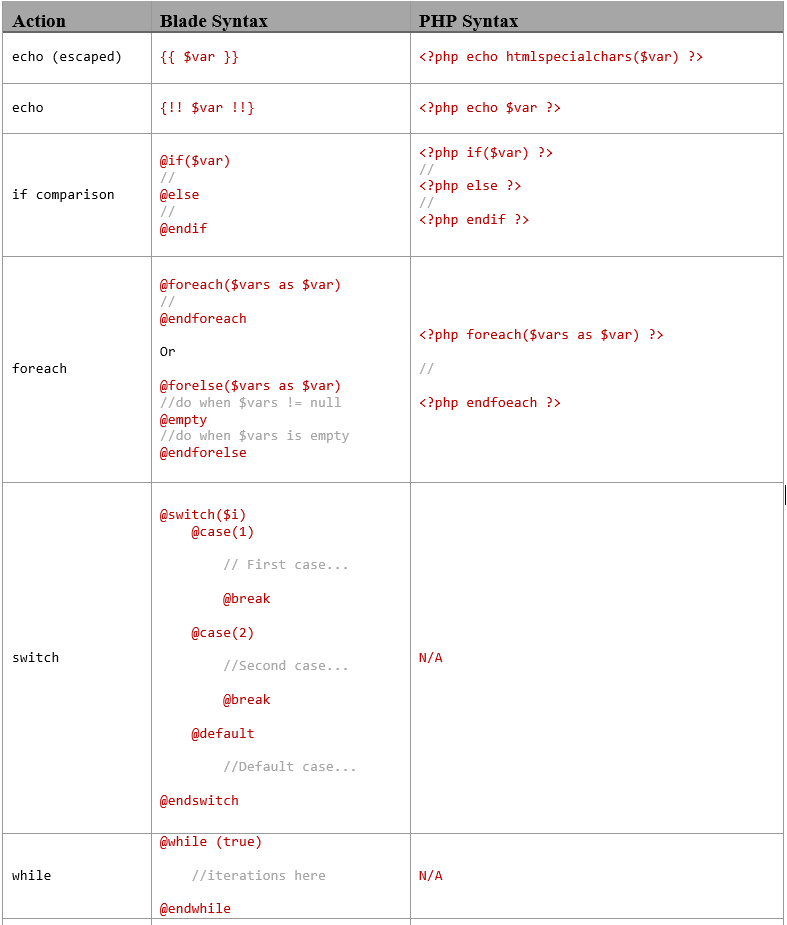 Action Blade Syntax PHP Syntax
echo (escaped) {{ $var }} <?php echo htmlspecialchars($var) ?>
echo {!! $var !!} <?php echo $var ?>
if comparison
@if($var)
//
@else
//
@endif
<?php if($var) ?>
//
<?php else ?>
//
<?php endif ?>
foreach
@foreach($vars as $var)
//
@endforeach
Or
@forelse($vars as $var)
//do when $vars != null
@empty
//do when $vars is empty
@endforelse
<?php foreach($vars as $var) ?>
//
<?php endfoeach ?>
switch
@switch($i)
@case(1)
// First case...
@break
@case(2)
//Second case...
@break
@default
//Default case...
@endswitch
N/A
while
@while (true)
//iterations here
@endwhile
N/A